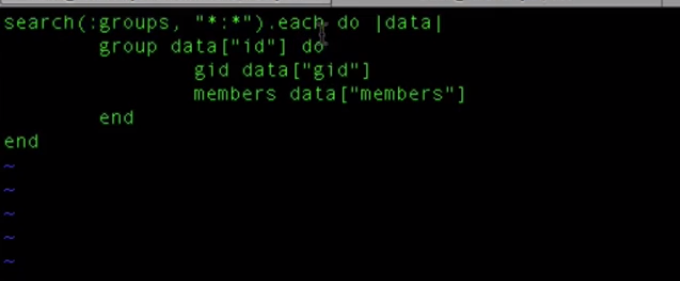 search(:groups, "*:*").each do |data|
group data["id"] do
gid data["gid"]
members data["members"]
end
end
~
~
~
~
~